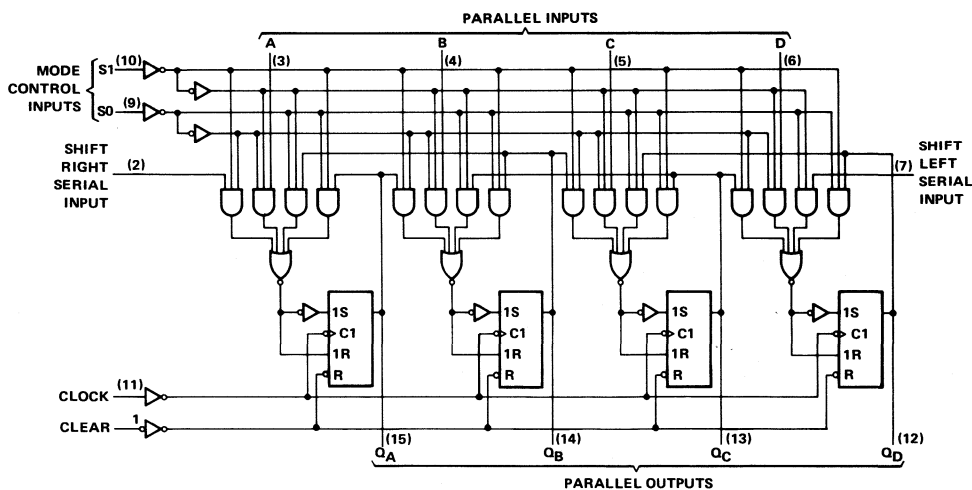 PARALLEL INPUTS
A B C D
(3) (4) (5) (6)
MODE
CONTROL
INPUTS
S1 (10)
S0 (9)
SHIFT
RIGHT
SERIAL
INPUT
(2)
(7)
SHIFT
LEFT
SERIAL
INPUT
1S 1S 1S 1S
C1 C1 C1 C1
1R 1R 1R 1R
R R R R
CLOCK (11)
CLEAR 1
(15) (14) (13) (12)
QA QB QC QD
PARALLEL OUTPUTS